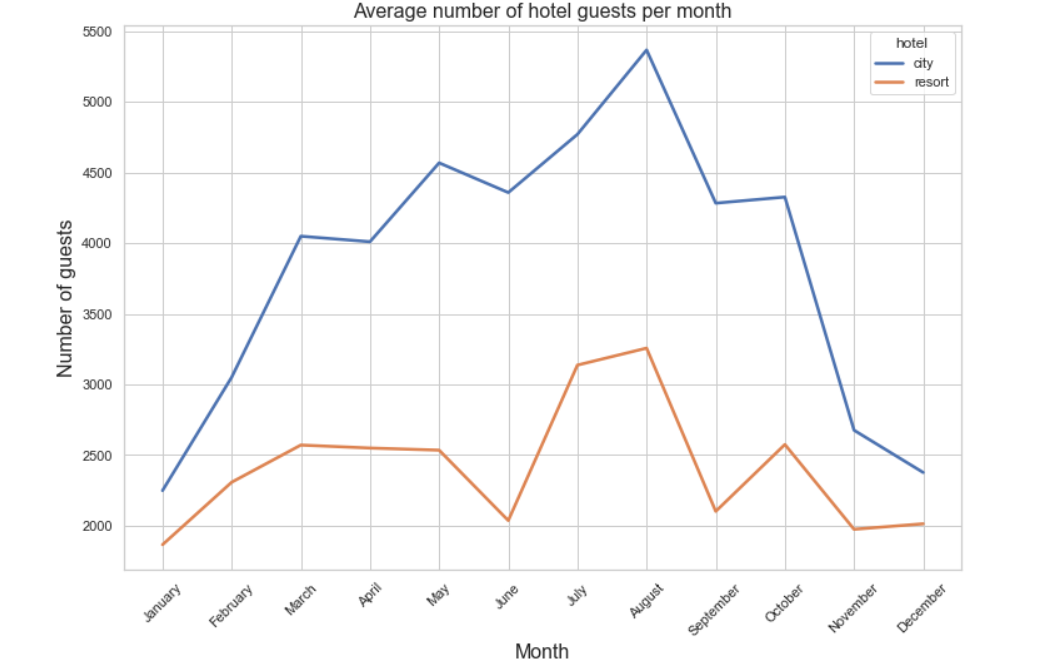 Average number of hotel guests per month
hotel
city
resort
Number of guests
5500
5000
4500
4000
3500
3000
2500
2000
January
February
March
April
May
June
July
August
September
October
November
December
Month